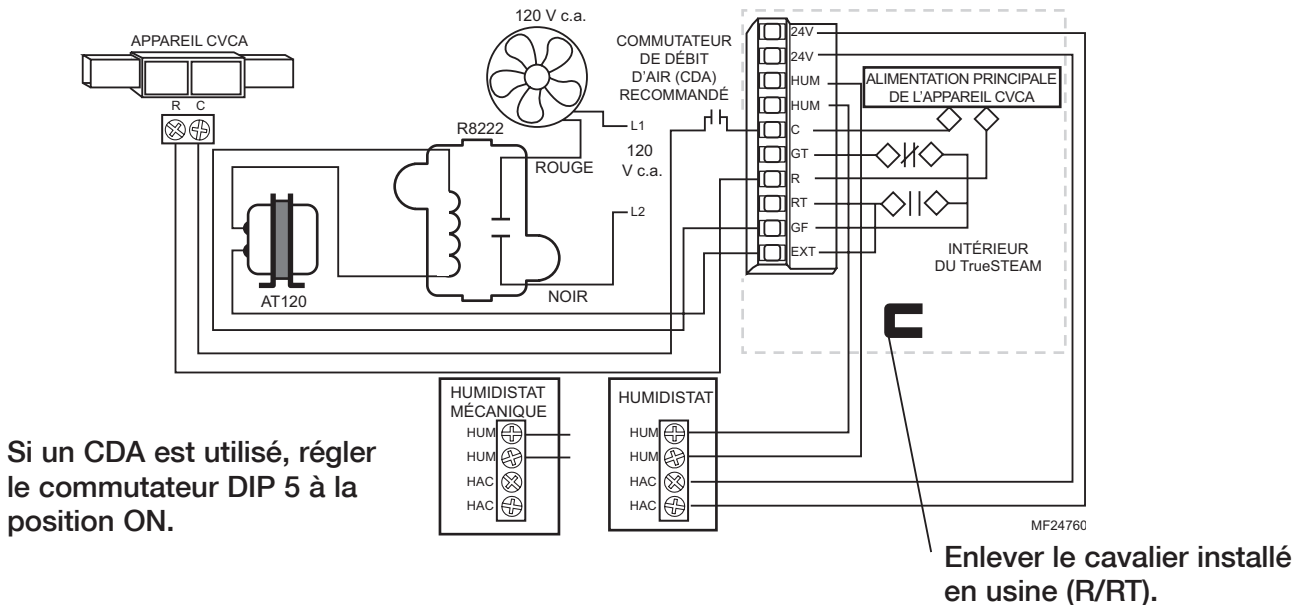 120 V c.a.
APPAREIL CVCA
R C
R8222
COMMUTATEUR
DE DÉBIT
D'AIR (CDA)
RECOMMANDÉ
L1
120
V c.a.
L2
ROUGE
NOIR
AT120
24V
24V
HUM
HUM
C
GT
R
RT
GF
EXT
ALIMENTATION PRINCIPALE
DE L'APPAREIL CVCA
INTÉRIEUR
DU TrueSTEAM
HUMIDISTAT
MÉCANIQUE
HUM
HUM
HAC
HAC
HUMIDISTAT
HUM
HUM
HAC
HAC
MF24760
Si un CDA est utilisé, régler
le commutateur DIP 5 à la
position ON.
Enlever le cavalier installé
en usine (R/RT).